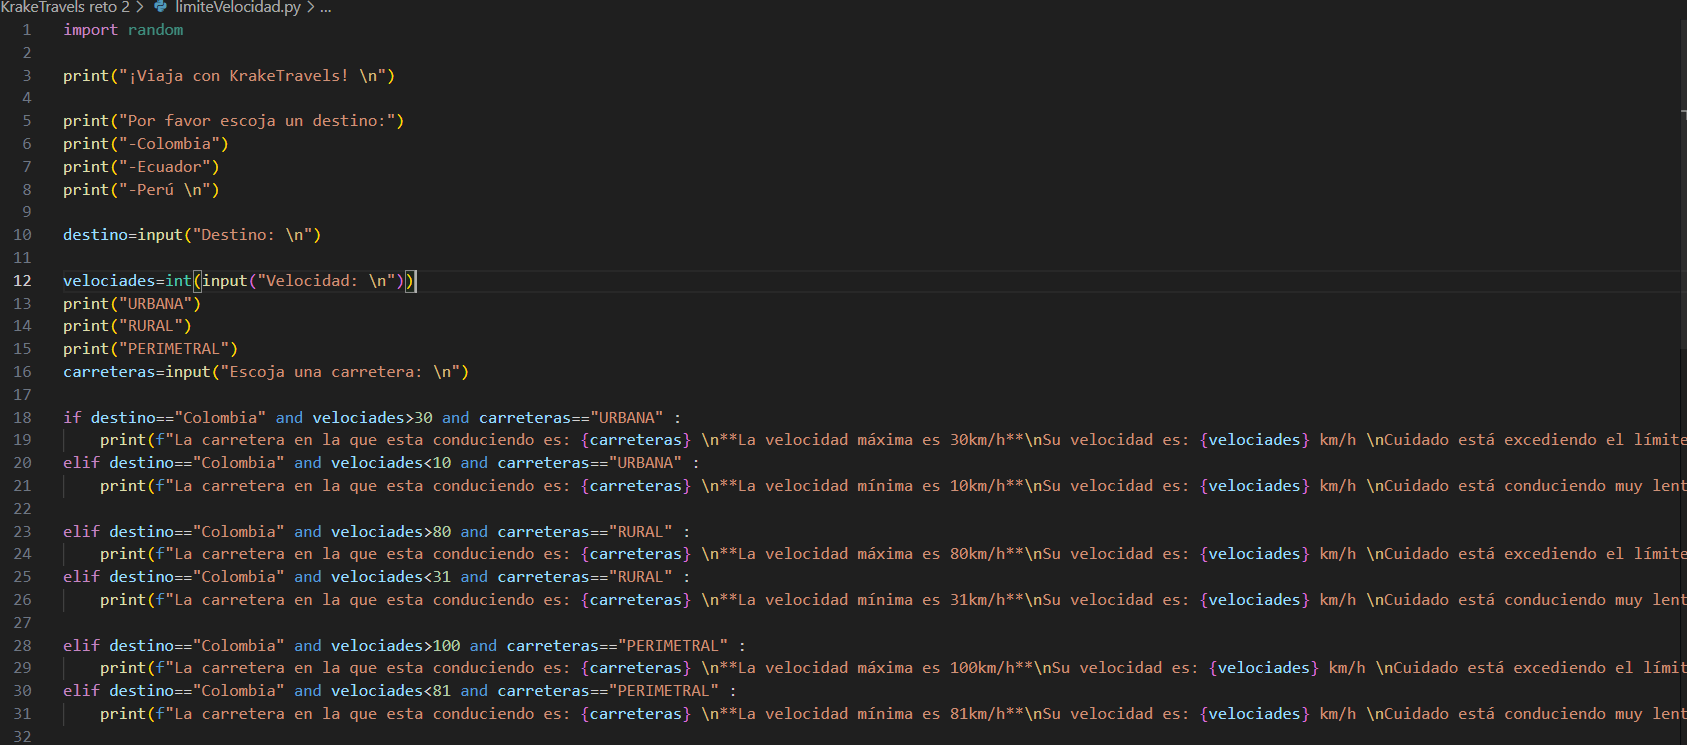 KrakeTravels reto 2 > limiteVelocidad.py > ...
1 import random
2
3 print("¡Viaja con KrakeTravels! \n")
4
5 print("Por favor escoja un destino:")
6 print("-Colombia")
7 print("-Ecuador")
8 print("-Perú \n")
9
10 destino=input("Destino: \n")
11
12 velociades=int(input("Velocidad: \n"))
13 print("URBANA")
14 print("RURAL")
15 print("PERIMETRAL")
16 carreteras=input("Escoja una carretera: \n")
17
18 if destino=="Colombia" and velociades>30 and carreteras=="URBANA" :
19 print(f"La carretera en la que esta conduciendo es: {carreteras} \n**La velocidad máxima es 30km/h**\nSu velocidad es: {velociades} km/h \nCuidado está excediendo el límite
20 elif destino=="Colombia" and velociades<10 and carreteras=="URBANA" :
21 print(f"La carretera en la que esta conduciendo es: {carreteras} \n**La velocidad mínima es 10km/h**\nSu velocidad es: {velociades} km/h \nCuidado está conduciendo muy lent
22
23 elif destino=="Colombia" and velociades>80 and carreteras=="RURAL" :
24 print(f"La carretera en la que esta conduciendo es: {carreteras} \n**La velocidad máxima es 80km/h**\nSu velocidad es: {velociades} km/h \nCuidado está excediendo el límite
25 elif destino=="Colombia" and velociades<31 and carreteras=="RURAL" :
26 print(f"La carretera en la que esta conduciendo es: {carreteras} \n**La velocidad mínima es 31km/h**\nSu velocidad es: {velociades} km/h \nCuidado está conduciendo muy lent
27
28 elif destino=="Colombia" and velociades>100 and carreteras=="PERIMETRAL" :
29 print(f"La carretera en la que esta conduciendo es: {carreteras} \n**La velocidad máxima es 100km/h**\nSu velocidad es: {velociades} km/h \nCuidado está excediendo el límit
30 elif destino=="Colombia" and velociades<81 and carreteras=="PERIMETRAL" :
31 print(f"La carretera en la que esta conduciendo es: {carreteras} \n**La velocidad mínima es 81km/h**\nSu velocidad es: {velociades} km/h \nCuidado está conduciendo muy lent
32